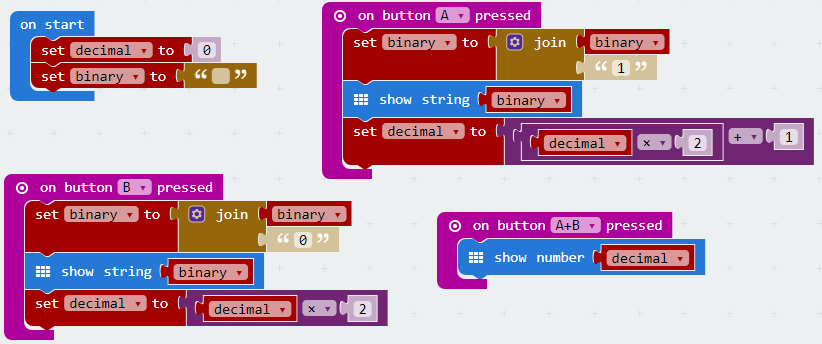 on start
set decimal to 0
set binary to “ ”
on button A pressed
set binary to join binary
“ 1 ”
show string binary
set decimal to decimal × 2 + 1
on button B pressed
set binary to join binary
“ 0 ”
show string binary
set decimal to decimal × 2
on button A+B pressed
show number decimal